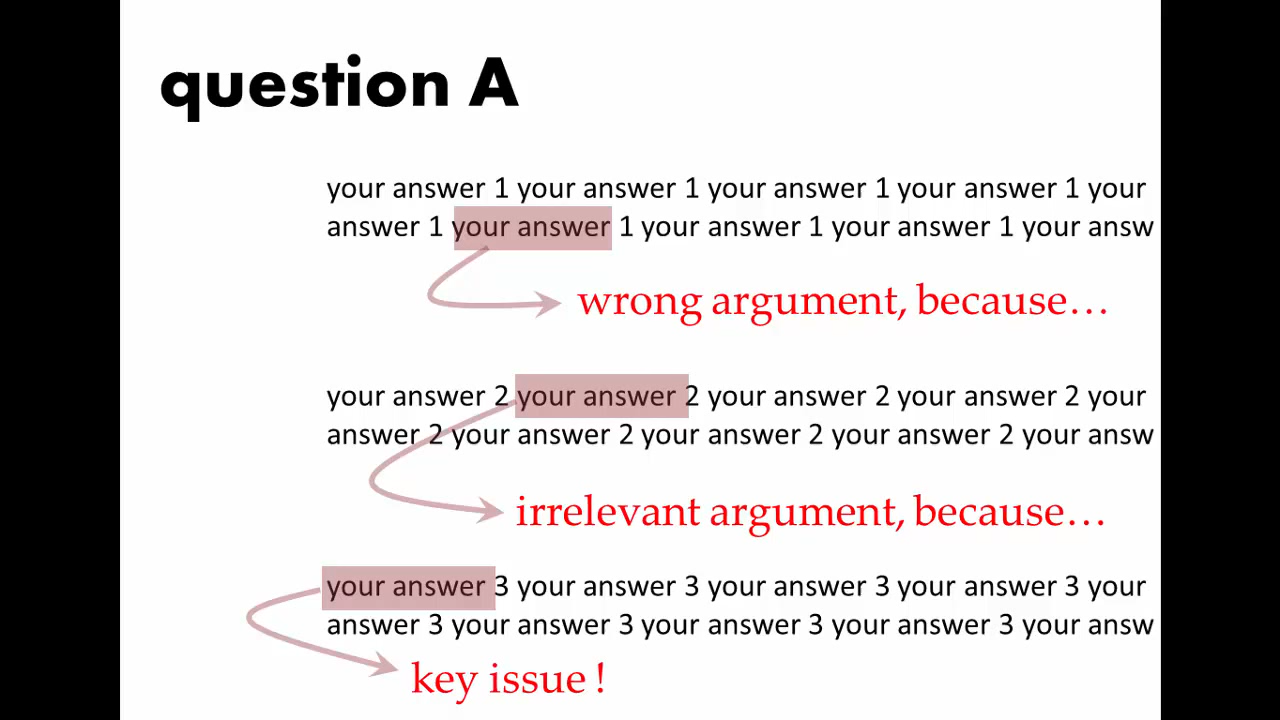 question A
your answer 1 your answer 1 your answer 1 your answer 1 your
answer 1 your answer 1 your answer 1 your answer 1 your answ
wrong argument, because…
your answer 2 your answer 2 your answer 2 your answer 2 your
answer 2 your answer 2 your answer 2 your answer 2 your answ
irrelevant argument, because…
your answer 3 your answer 3 your answer 3 your answer 3 your
answer 3 your answer 3 your answer 3 your answer 3 your answ
key issue !